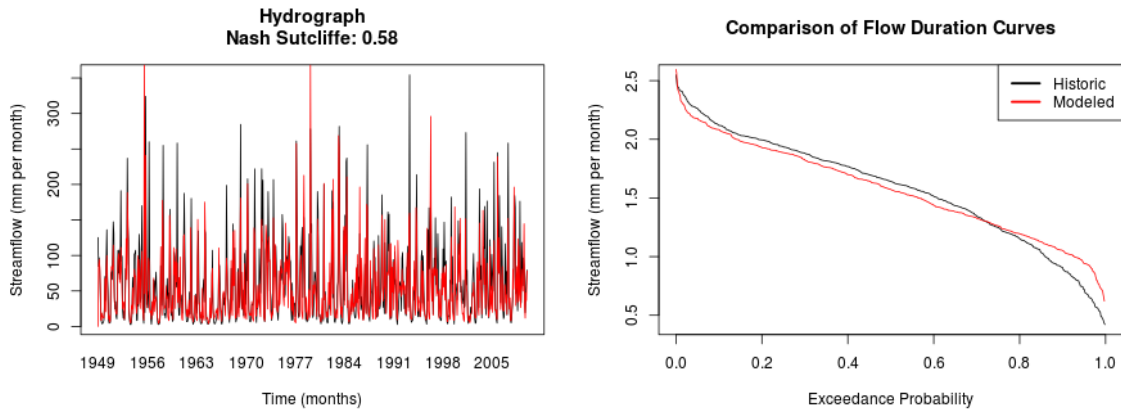 Hydrograph
Nash Sutcliffe: 0.58
Streamflow (mm per month)
300
200
100
50
0
1949 1956 1963 1970 1977 1984 1991 1998 2005
Time (months)
Comparison of Flow Duration Curves
Historic
Modeled
Streamflow (mm per month)
2.5
2.0
1.5
1.0
0.5
0.0 0.2 0.4 0.6 0.8 1.0
Exceedance Probability